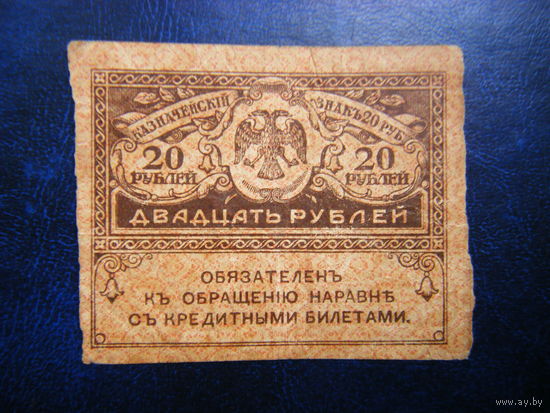 КАЗНАЧЕЙСКІЙ ЗНАКЪ 20 РУБ.
20 20
РУБЛЕЙ РУБЛЕЙ
ДВАДЦАТЬ РУБЛЕЙ
ОБЯЗАТЕЛЕНЪ
КЪ ОБРАЩЕНІЮ НАРАВНѢ
СЪ КРЕДИТНЫМИ БИЛЕТАМИ.
www.ay.by